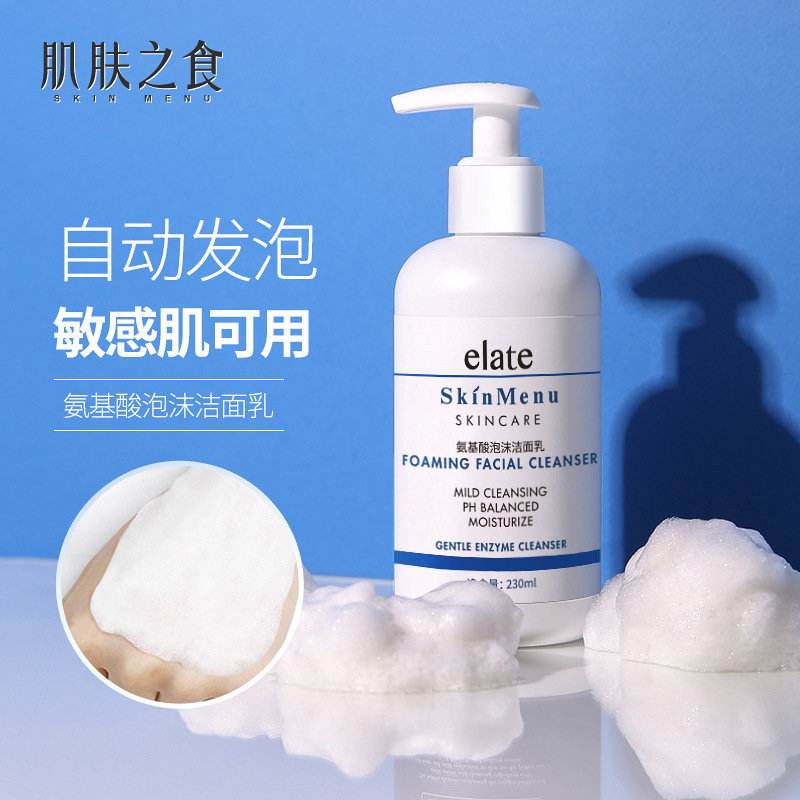 肌肤之食
SKIN MENU
自动发泡
敏感肌可用
氨基酸泡沫洁面乳
elate
SkinMenu
SKINCARE
氨基酸泡沫洁面乳
FOAMING FACIAL CLEANSER
MILD CLEANSING
PH BALANCED
MOISTURIZE
GENTLE ENZYME CLEANSER
230ml